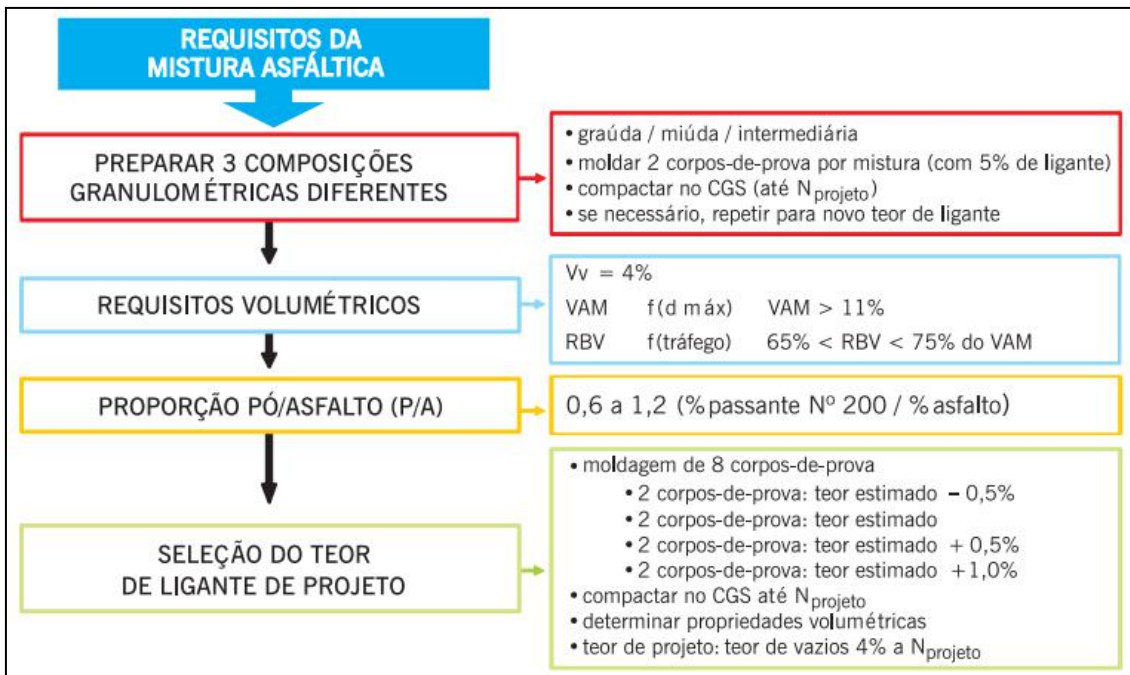 REQUISITOS DA
MISTURA ASFÁLTICA
PREPARAR 3 COMPOSIÇÕES
GRANULOMÉTRICAS DIFERENTES
• graúda / miúda / intermediária
• moldar 2 corpos-de-prova por mistura (com 5% de ligante)
• compactar no CGS (até Nprojeto)
• se necessário, repetir para novo teor de ligante
REQUISITOS VOLUMÉTRICOS
Vv = 4%
VAM f(d máx) VAM > 11%
RBV f(tráfego) 65% < RBV < 75% do VAM
PROPORÇÃO PÓ/ASFALTO (P/A)
0,6 a 1,2 (% passante Nº 200 / % asfalto)
SELEÇÃO DO TEOR
DE LIGANTE DE PROJETO
• moldagem de 8 corpos-de-prova
• 2 corpos-de-prova: teor estimado – 0,5%
• 2 corpos-de-prova: teor estimado
• 2 corpos-de-prova: teor estimado + 0,5%
• 2 corpos-de-prova: teor estimado +1,0%
• compactar no CGS até Nprojeto
• determinar propriedades volumétricas
• teor de projeto: teor de vazios 4% a Nprojeto